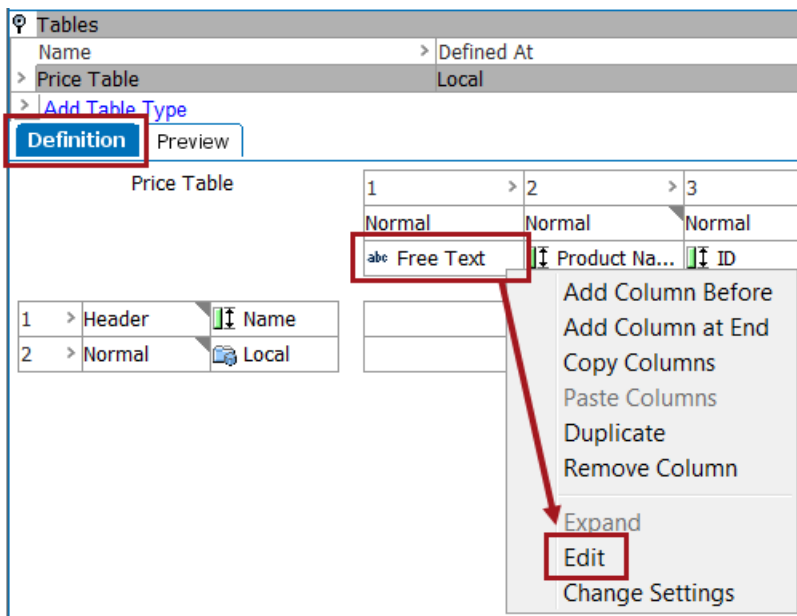 Tables
Name > Defined At
> Price Table Local
> Add Table Type
Definition Preview
Price Table 1 > 2 > 3
Normal Normal Normal
abc Free Text Product Na... ID
Add Column Before
1 > Header Name
Add Column at End
2 > Normal Local
Copy Columns
Paste Columns
Duplicate
Remove Column
Expand
Edit
Change Settings